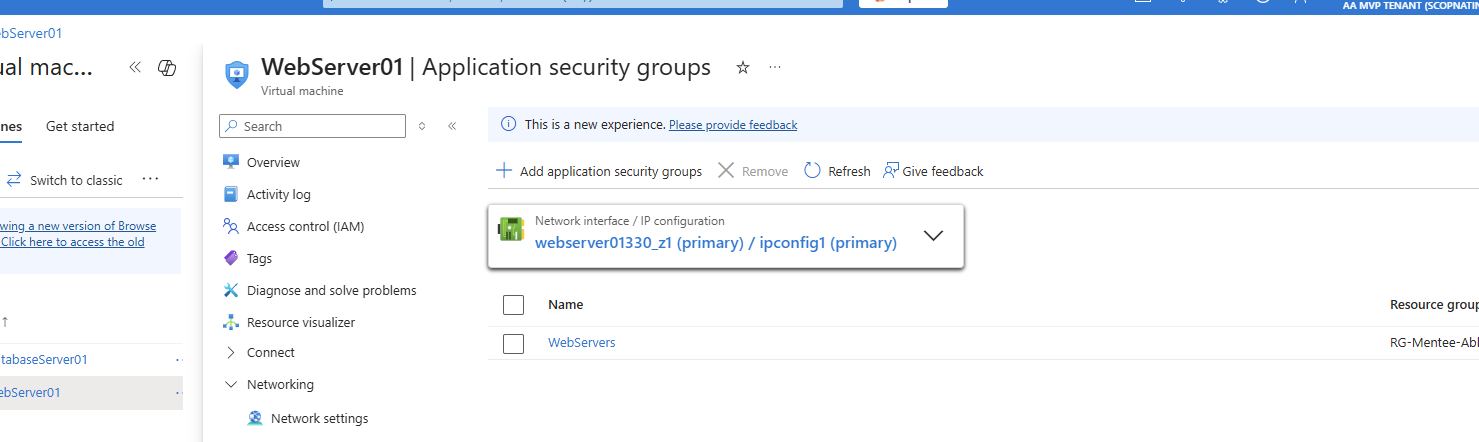 AA MVP TENANT (SCOPNATIN
bServer01
ual mac...
WebServer01 | Application security groups
Virtual machine
nes
Get started
Search
This is a new experience. Please provide feedback
Switch to classic
Add application security groups
Remove
Refresh
Give feedback
Overview
Activity log
Access control (IAM)
Tags
Diagnose and solve problems
Resource visualizer
Connect
Networking
Network settings
wing a new version of Browse
Click here to access the old
Network interface / IP configuration
webserver01330_z1 (primary) / ipconfig1 (primary)
Name
Resource group
WebServers
RG-Mentee-Abl
tabaseServer01
ebServer01